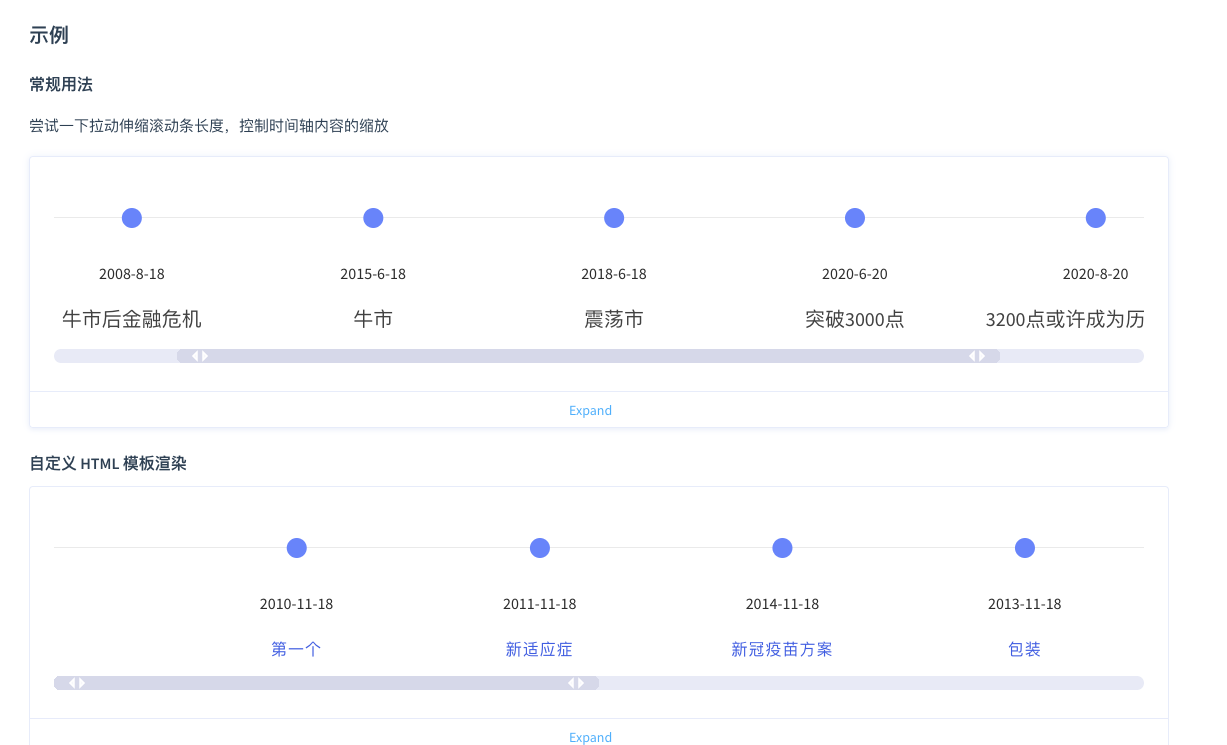 示例
常规用法
尝试一下拉动伸缩滚动条长度，控制时间轴内容的缩放
2008-8-18 2015-6-18 2018-6-18 2020-6-20 2020-8-20
牛市后金融危机 牛市 震荡市 突破3000点 3200点或许成为历
Expand
自定义 HTML 模板渲染
2010-11-18 2011-11-18 2014-11-18 2013-11-18
第一个 新适应症 新冠疫苗方案 包装
Expand